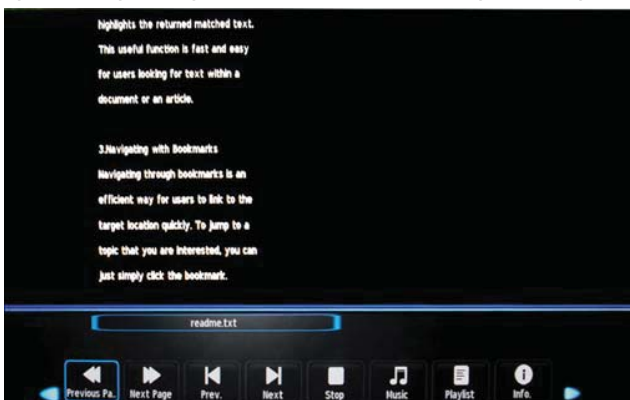 highlights the returned matched text.
This useful function is fast and easy
for users looking for text within a
document or an article.
3.Navigating with Bookmarks
Navigating through bookmarks is an
efficient way for users to link to the
target location quickly. To jump to a
topic that you are interested, you can
just simply click the bookmark.
readme.txt
Previous Pa.. Next Page Prev. Next Stop Music Playlist Info.